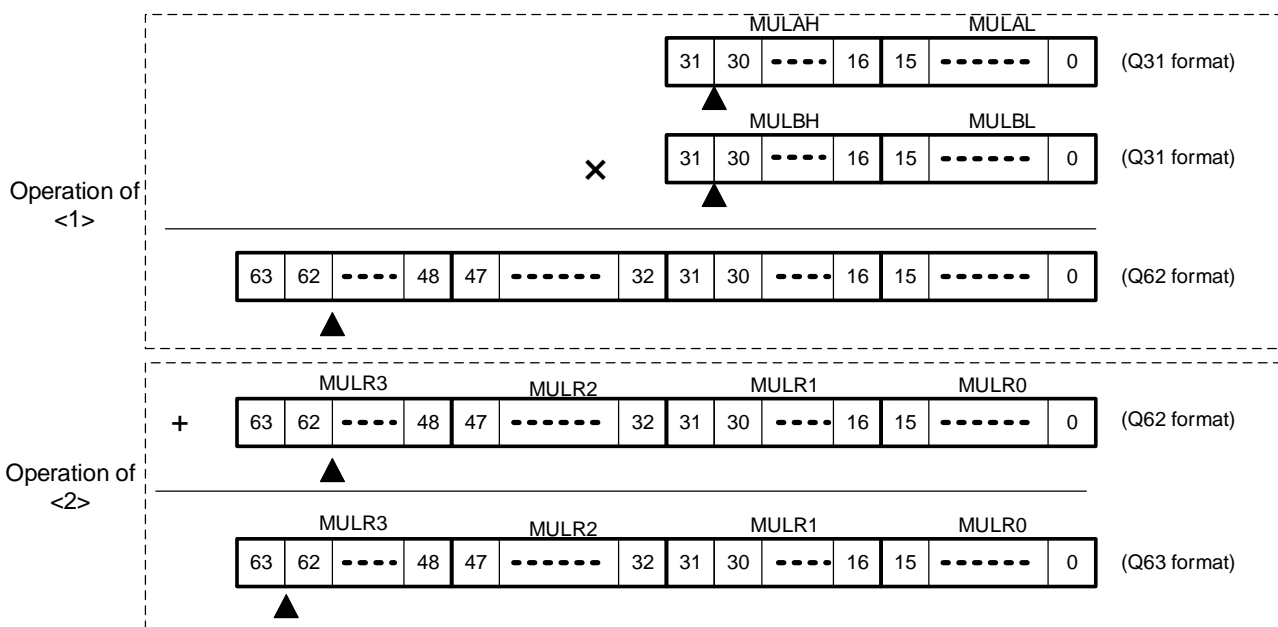 MULAH MULAL
31 30 ---- 16 15 ------ 0 (Q31 format)
MULBH MULBL
× 31 30 ---- 16 15 ------ 0 (Q31 format)
Operation of
<1>
63 62 ---- 48 47 ------ 32 31 30 ---- 16 15 ------ 0 (Q62 format)
MULR3 MULR2 MULR1 MULR0
+ 63 62 ---- 48 47 ------ 32 31 30 ---- 16 15 ------ 0 (Q62 format)
Operation of
<2>
MULR3 MULR2 MULR1 MULR0
63 62 ---- 48 47 ------ 32 31 30 ---- 16 15 ------ 0 (Q63 format)